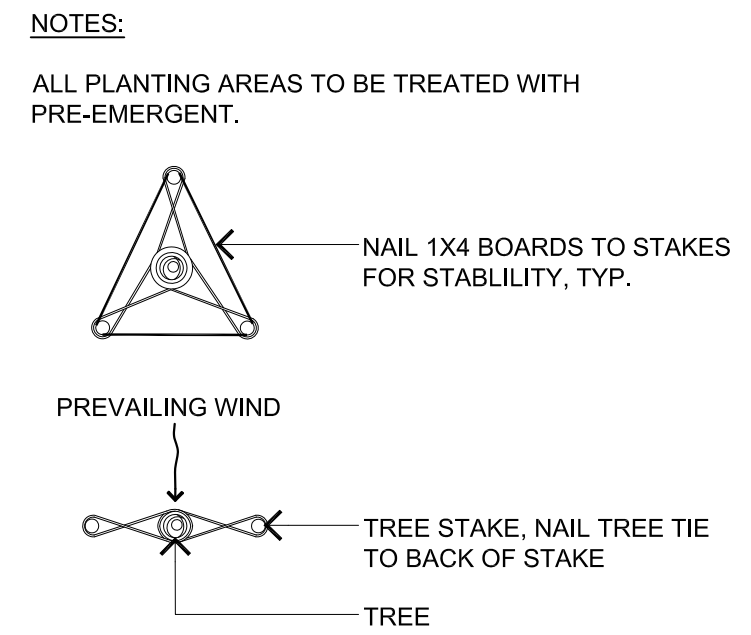 NOTES:
ALL PLANTING AREAS TO BE TREATED WITH
PRE-EMERGENT.
NAIL 1X4 BOARDS TO STAKES
FOR STABLILITY, TYP.
PREVAILING WIND
TREE STAKE, NAIL TREE TIE
TO BACK OF STAKE
TREE